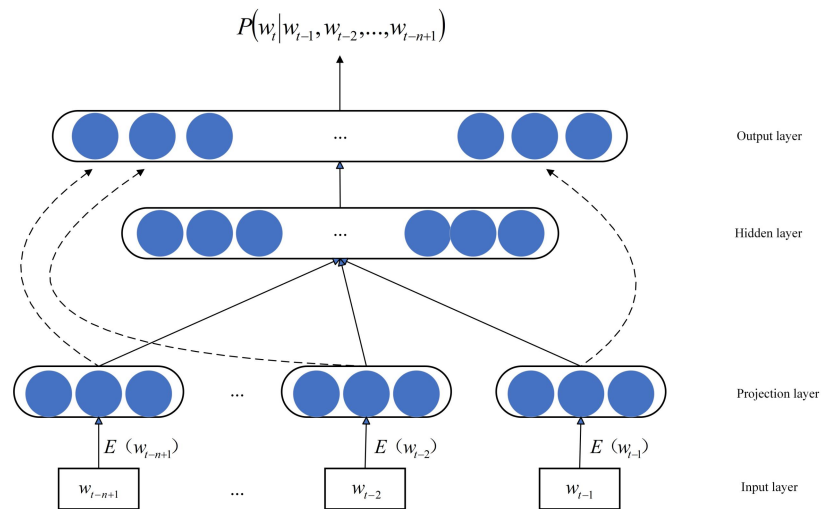 P(w_t|w_{t-1}, w_{t-2},...,w_{t-n+1})
... Output layer
... Hidden layer
... Projection layer
E（w_{t-n+1}） E（w_{t-2}） E（w_{t-1}）
w_{t-n+1} ... w_{t-2} w_{t-1} Input layer